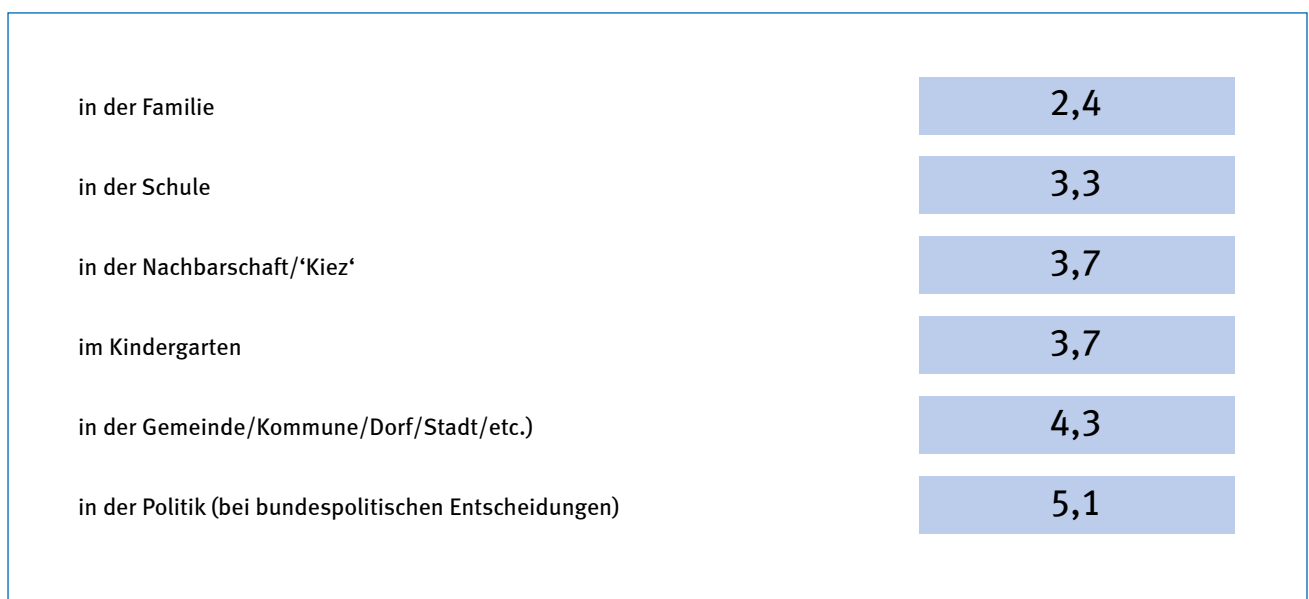 in der Familie 2,4
in der Schule 3,3
in der Nachbarschaft/‘Kiez‘ 3,7
im Kindergarten 3,7
in der Gemeinde/Kommune/Dorf/Stadt/etc.) 4,3
in der Politik (bei bundespolitischen Entscheidungen) 5,1